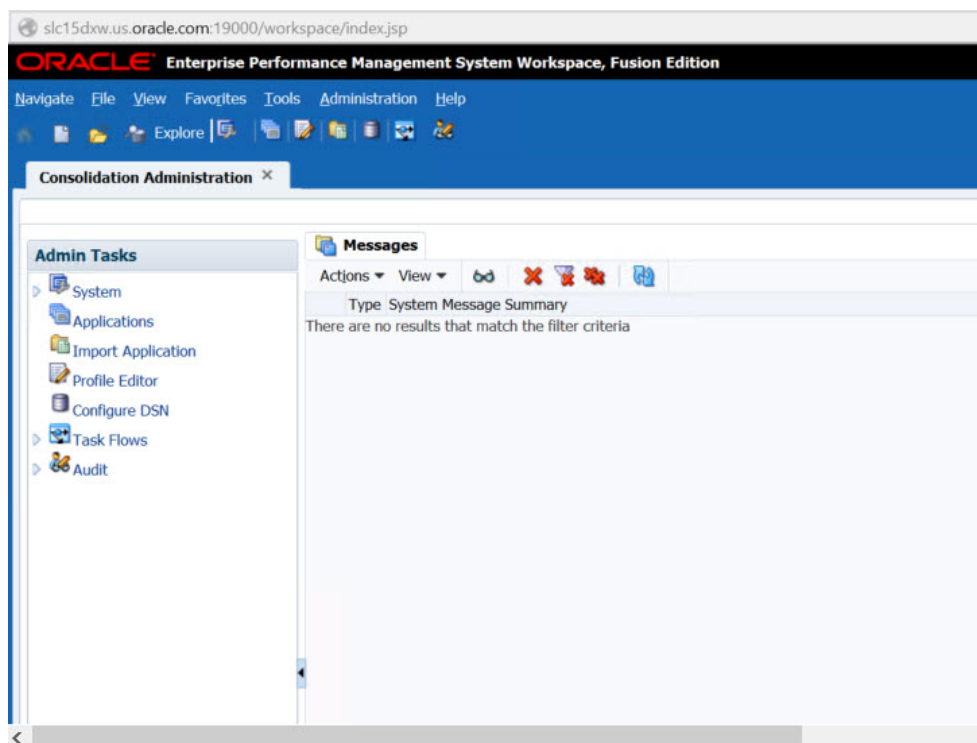 slc15dxw.us.oracle.com:19000/workspace/index.jsp
ORACLE Enterprise Performance Management System Workspace, Fusion Edition
Navigate File View Favorites Tools Administration Help
Explore
Consolidation Administration
Admin Tasks
System
Applications
Import Application
Profile Editor
Configure DSN
Task Flows
Audit
Messages
Actions View
Type System Message Summary
There are no results that match the filter criteria